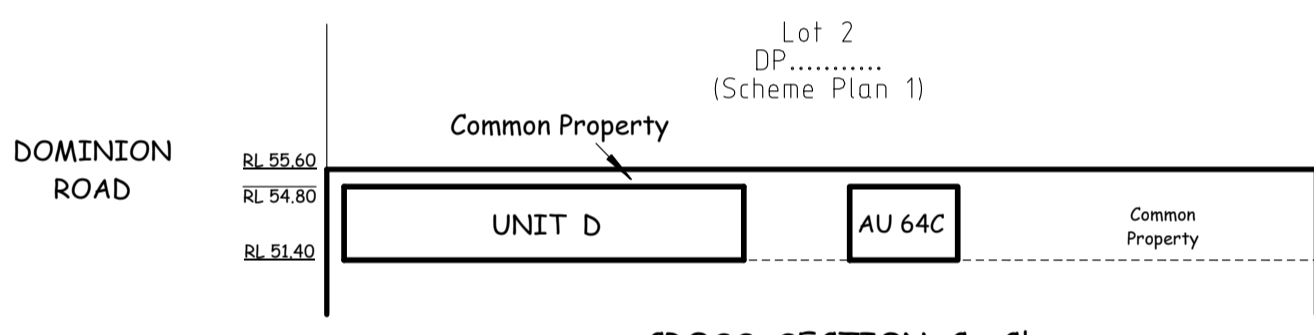 Lot 2
DP...........
(Scheme Plan 1)
Common Property
DOMINION
ROAD
RL 55.60
RL 54.80
RL 51.40
UNIT D
AU 64C
Common
Property